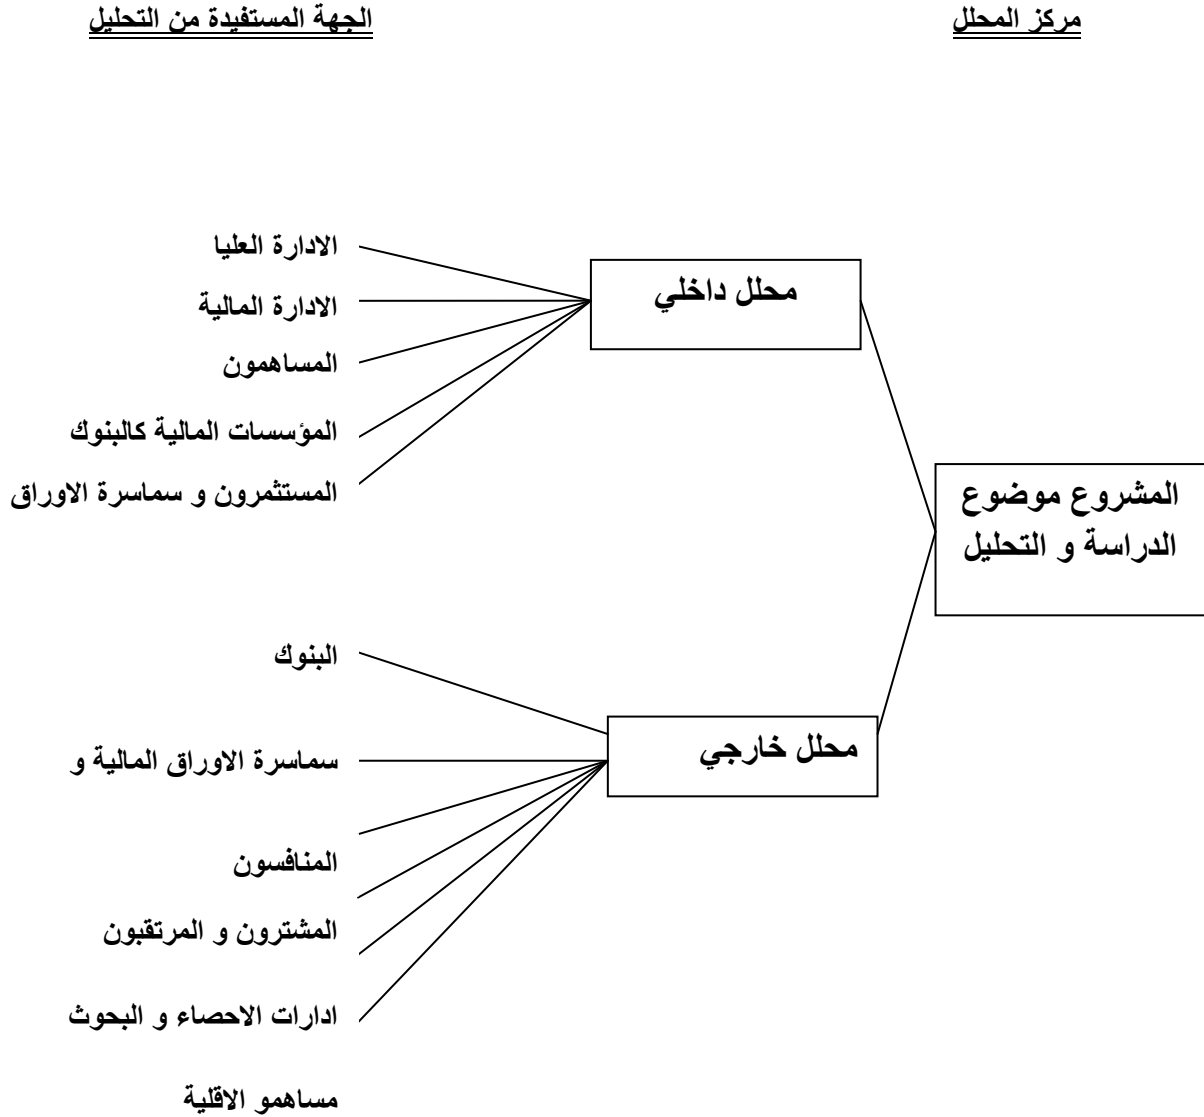 مركز المحلل
الجهة المستفيدة من التحليل
المشروع موضوع
الدراسة و التحليل
محلل داخلي
الادارة العليا
الادارة المالية
المساهمون
المؤسسات المالية كالبنوك
المستثمرون و سماسرة الاوراق
محلل خارجي
البنوك
سماسرة الاوراق المالية و
المنافسون
المشترون و المرتقبون
ادارات الاحصاء و البحوث
مساهمو الاقلية